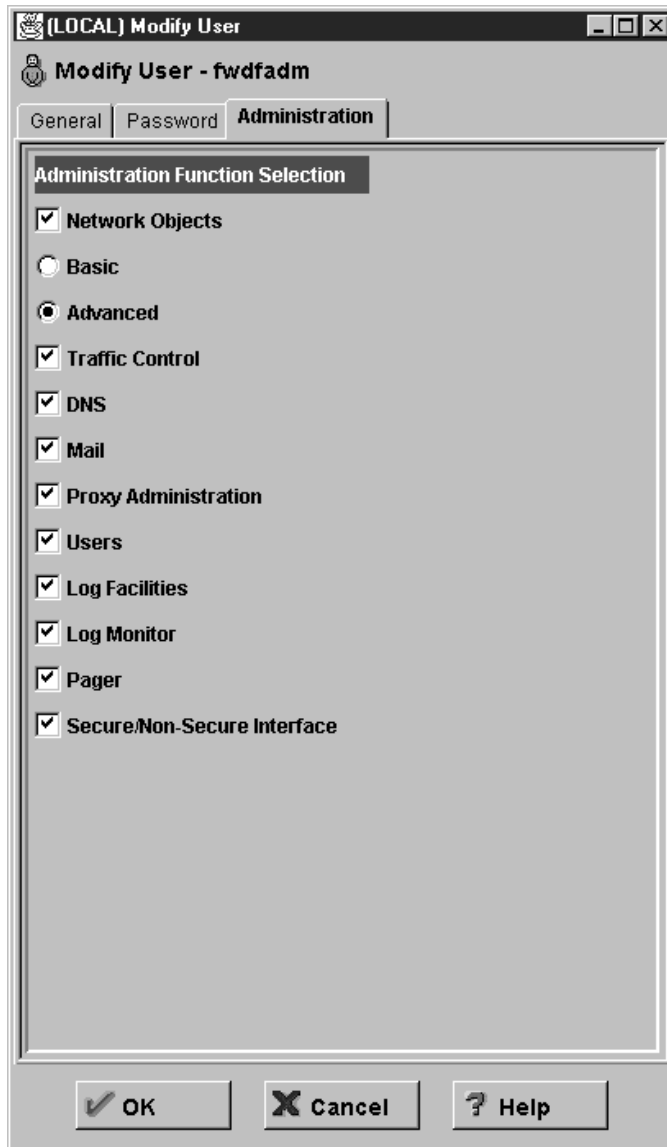 (LOCAL) Modify User
Modify User - fwdfadm
General Password Administration
Administration Function Selection
Network Objects
Basic
Advanced
Traffic Control
DNS
Mail
Proxy Administration
Users
Log Facilities
Log Monitor
Pager
Secure/Non-Secure Interface
OK Cancel Help